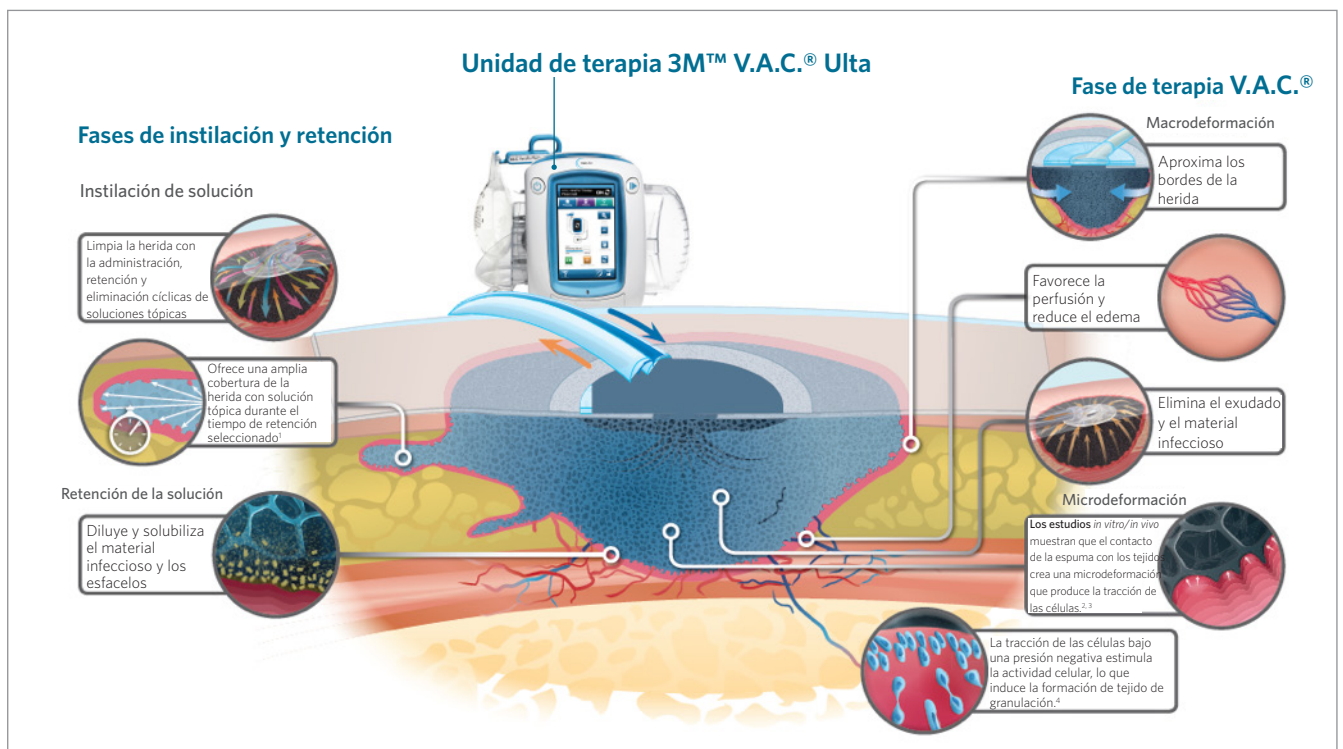 Unidad de terapia 3M™ V.A.C.® Ulta
Fases de instilación y retención
Instilación de solución
Limpia la herida con
la administración,
retención y
eliminación cíclicas de
soluciones tópicas
Ofrece una amplia
cobertura de la
herida con solución
tópica durante el
tiempo de retención
seleccionado¹
Retención de la solución
Diluye y solubiliza
el material
infeccioso y los
esfacelos
Fase de terapia V.A.C.®
Macrodeformación
Aproxima los
bordes de la
herida
Favorece la
perfusión y
reduce el edema
Elimina el exudado
y el material
infeccioso
Microdeformación
Los estudios in vitro/in vivo
muestran que el contacto
de la espuma con los tejidos
crea una microdeformación
que produce la tracción de
las células.²,³
La tracción de las células bajo
una presión negativa estimula
la actividad celular, lo que
induce la formación de tejido de
granulación.⁴